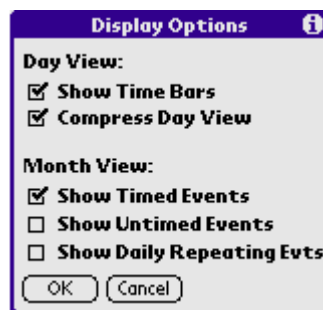 Display Options
Day View:
Show Time Bars
Compress Day View
Month View:
Show Timed Events
Show Untimed Events
Show Daily Repeating Evts
OK Cancel